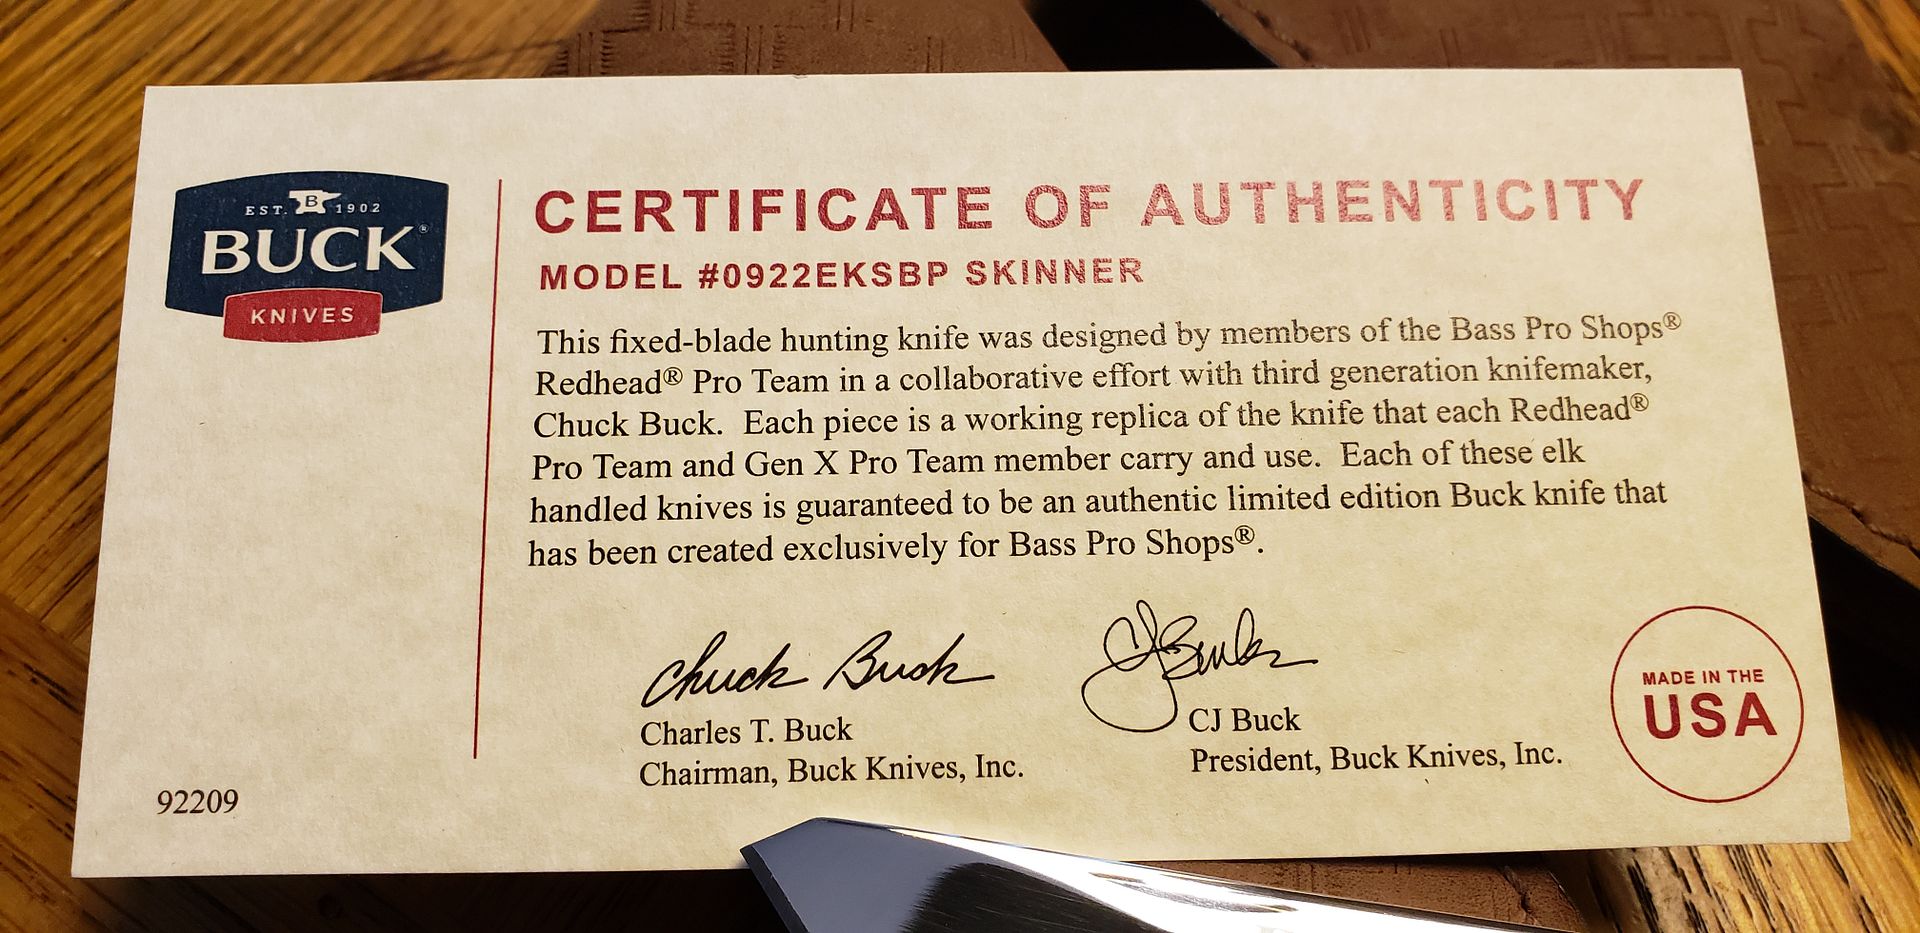 EST. B 1902
BUCK®
KNIVES
CERTIFICATE OF AUTHENTICITY
MODEL #0922EKSBP SKINNER
This fixed-blade hunting knife was designed by members of the Bass Pro Shops®
Redhead® Pro Team in a collaborative effort with third generation knifemaker,
Chuck Buck. Each piece is a working replica of the knife that each Redhead®
Pro Team and Gen X Pro Team member carry and use. Each of these elk
handled knives is guaranteed to be an authentic limited edition Buck knife that
has been created exclusively for Bass Pro Shops®.
Chuck Buck
CJ Buck
Charles T. Buck
Chairman, Buck Knives, Inc.
CJ Buck
President, Buck Knives, Inc.
MADE IN THE
USA
92209